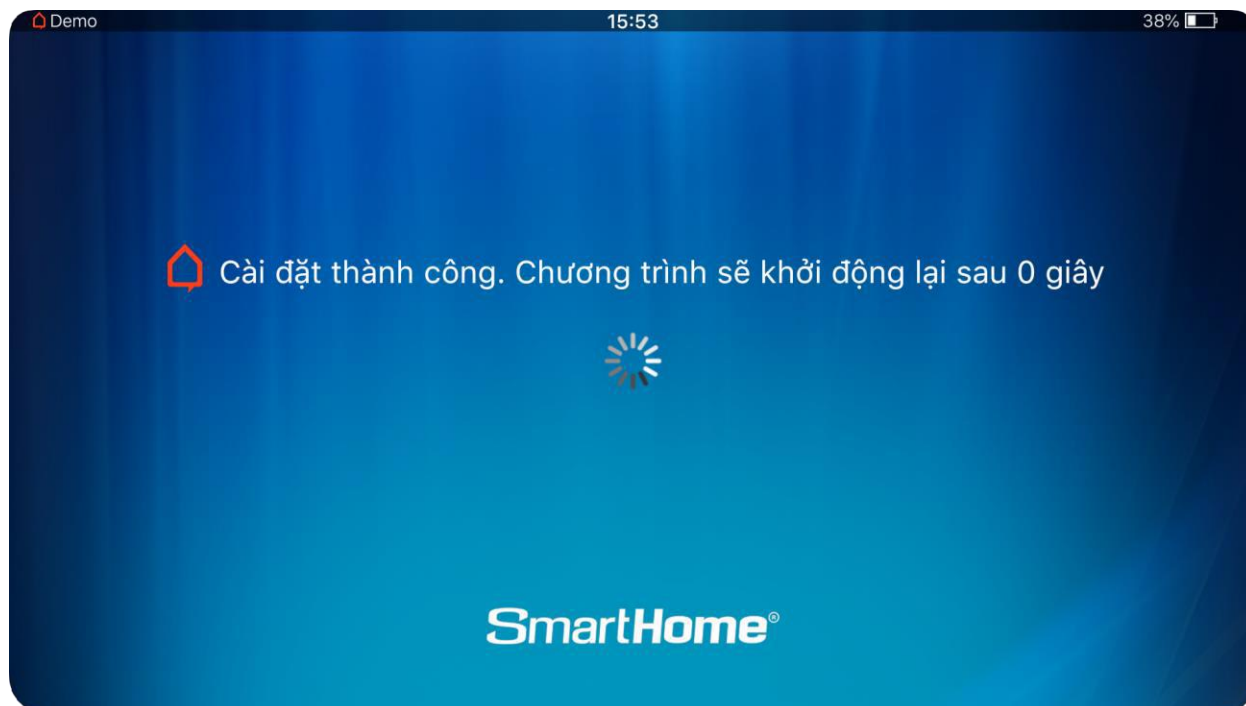 Demo
15:53
38%
Cài đặt thành công. Chương trình sẽ khởi động lại sau 0 giây
SmartHome®